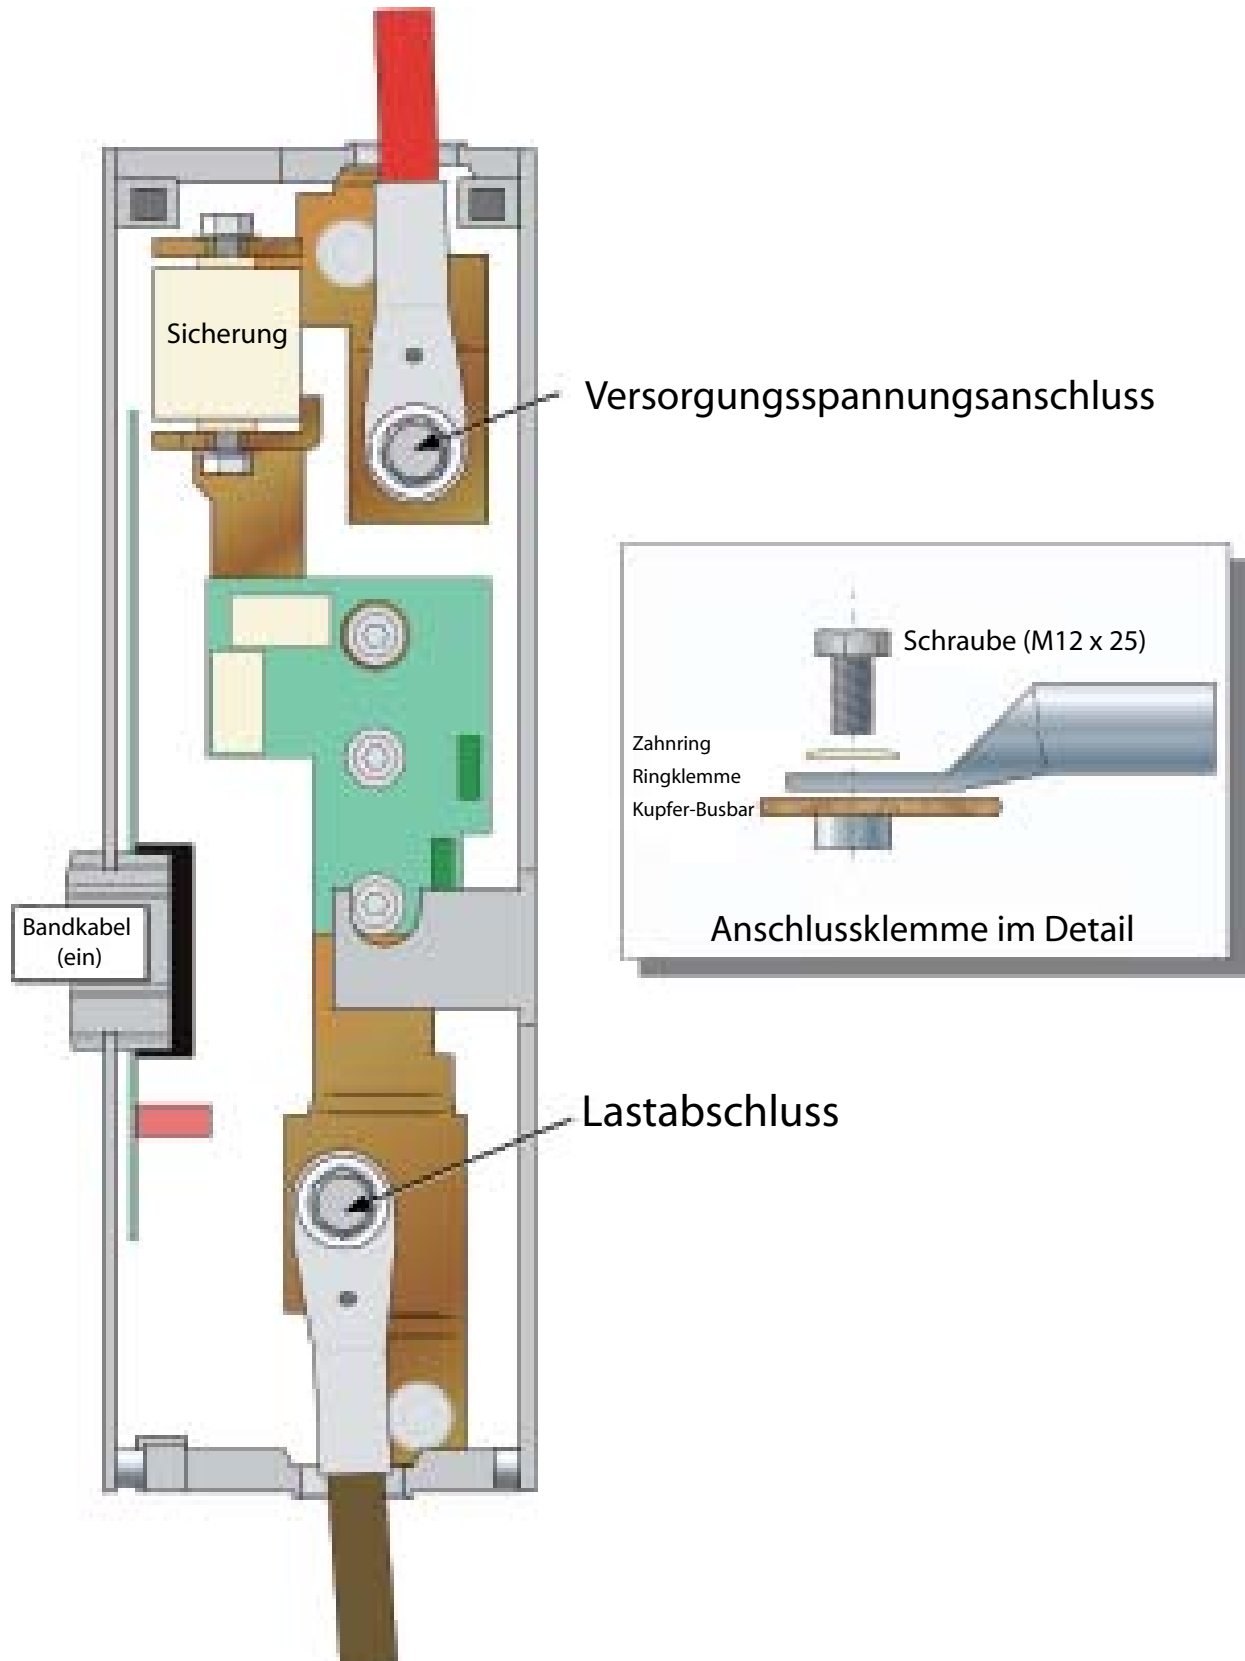 Sicherung
Versorgungsspannungsanschluss
Schraube (M12 x 25)
Zahnring
Ringklemme
Kupfer-Busbar
Anschlussklemme im Detail
Bandkabel
(ein)
Lastabschluss